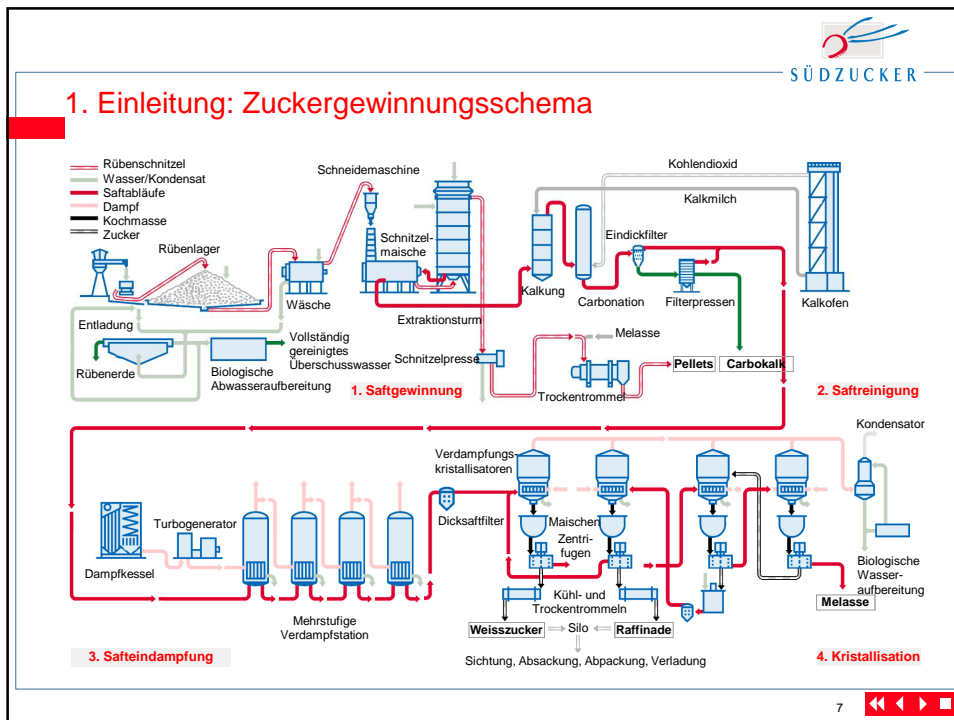 SÜDZUCKER
1. Einleitung: Zuckergewinnungsschema
Rübenschnitzel
Wasser/Kondensat
Saftabläufe
Dampf
Kochmasse
Zucker
Schneidemaschine
Kohlendioxid
Kalkmilch
Rübenlager
Schnitzel-
maische
Eindickfilter
Wäsche
Kalkung
Carbonation
Filterpressen
Kalkofen
Entladung
Extraktionsturm
Vollständig
gereinigtes
Überschusswasser
Melasse
Schnitzelpresse
Rübenerde
Biologische
Abwasseraufbereitung
Pellets
Carbokalk
1. Saftgewinnung
Trockentrommel
2. Saftreinigung
Kondensator
Verdampfungs-
kristallisatoren
Turbogenerator
Dicksaftfilter
Maischen
Zentri-
fugen
Dampfkessel
Biologische
Wasser-
aufbereitung
Kühl- und
Trockentrommeln
Melasse
Mehrstufige
Verdampfstation
Weisszucker
Silo
Raffinade
3. Safteindampfung
Sichtung, Absackung, Abpackung, Verladung
4. Kristallisation
7